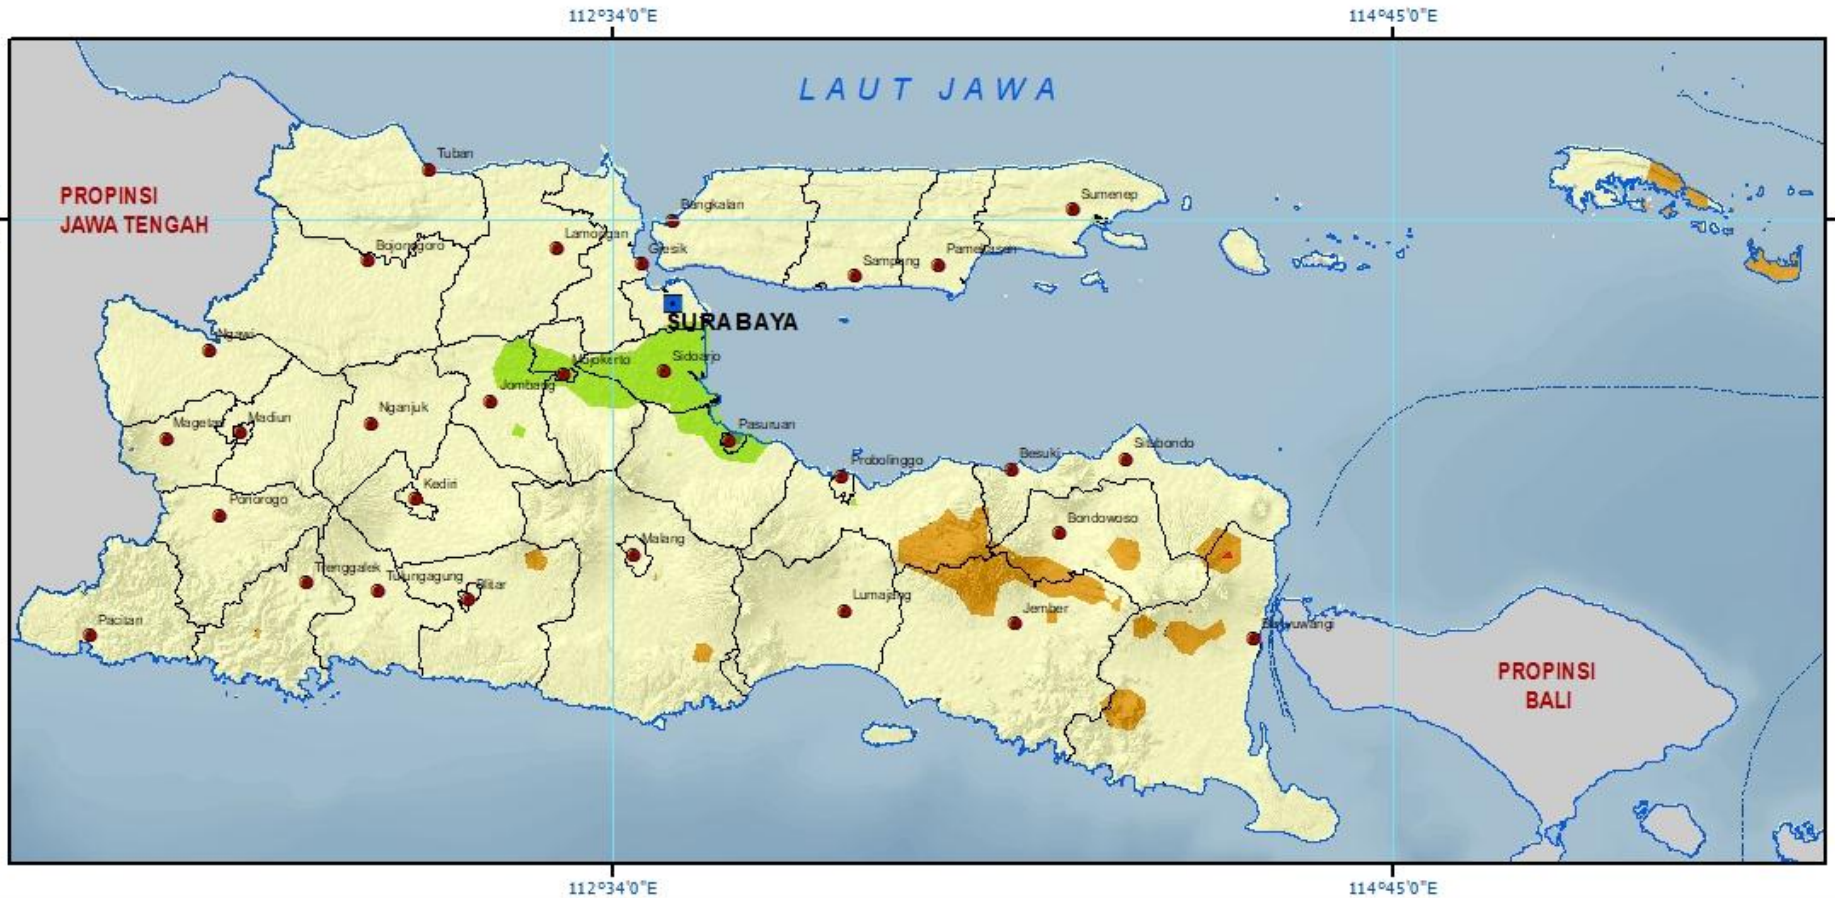 112°34'0"E
114°45'0"E
LAUT JAWA
Tuban
PROPINSI
JAWA TENGAH
Sumenep
Bangkalan
Lamongan
Bojonegoro
Gresik
Pamekasan
Sampang
SURABAYA
Ngawi
Mojokerto
Sidoarjo
Jombang
Nganjuk
Magetan
Madiun
Pasuruan
Situbondo
Besuki
Probolinggo
Kediri
Ponorogo
Bondowoso
Malang
Trenggalek
Tulungagung
Blitar
Lumajang
Jember
Pacitan
Banyuwangi
PROPINSI
BALI
112°34'0"E
114°45'0"E